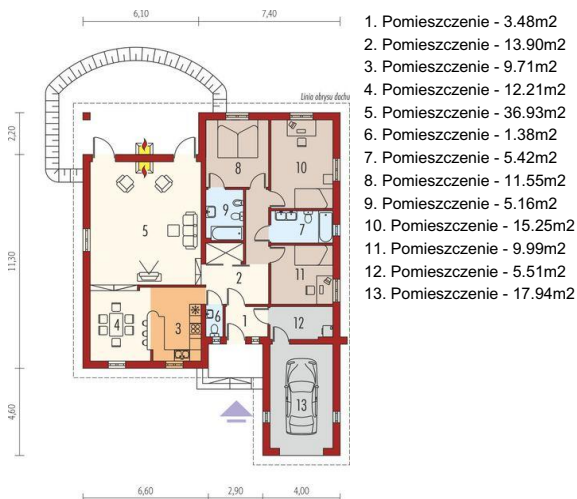 6,10
7,40
Linia obrysu dachu
2,20
11,30
4,60
8
10
9
7
5
2
11
4
3
6
1
12
13
6,60
2,90
4,00
1. Pomieszczenie - 3.48m2
2. Pomieszczenie - 13.90m2
3. Pomieszczenie - 9.71m2
4. Pomieszczenie - 12.21m2
5. Pomieszczenie - 36.93m2
6. Pomieszczenie - 1.38m2
7. Pomieszczenie - 5.42m2
8. Pomieszczenie - 11.55m2
9. Pomieszczenie - 5.16m2
10. Pomieszczenie - 15.25m2
11. Pomieszczenie - 9.99m2
12. Pomieszczenie - 5.51m2
13. Pomieszczenie - 17.94m2